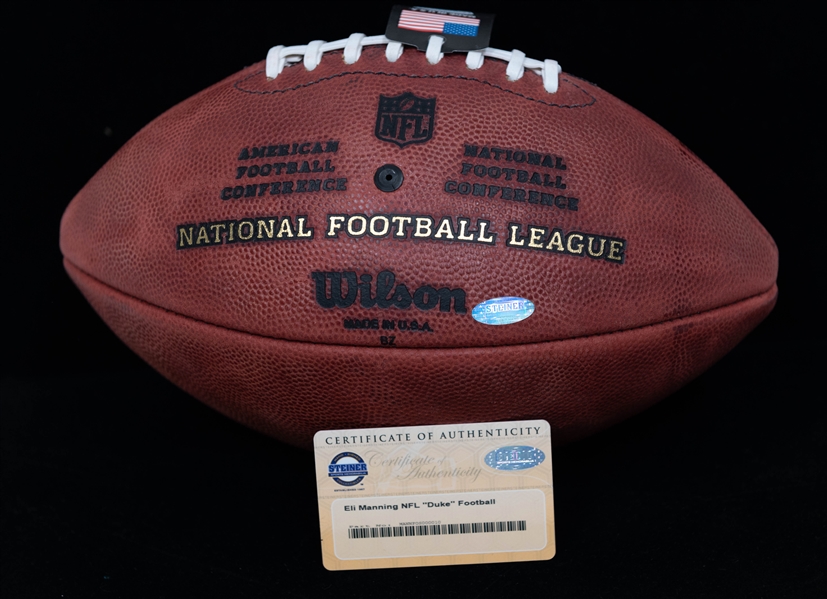 NFL
AMERICAN
FOOTBALL
CONFERENCE
NATIONAL
FOOTBALL
CONFERENCE
NATIONAL FOOTBALL LEAGUE
Wilson
STEINER
MADE IN U.S.A.
BZ
CERTIFICATE OF AUTHENTICITY
Certificate of
Authenticity
STEINER
Eli Manning NFL "Duke" Football